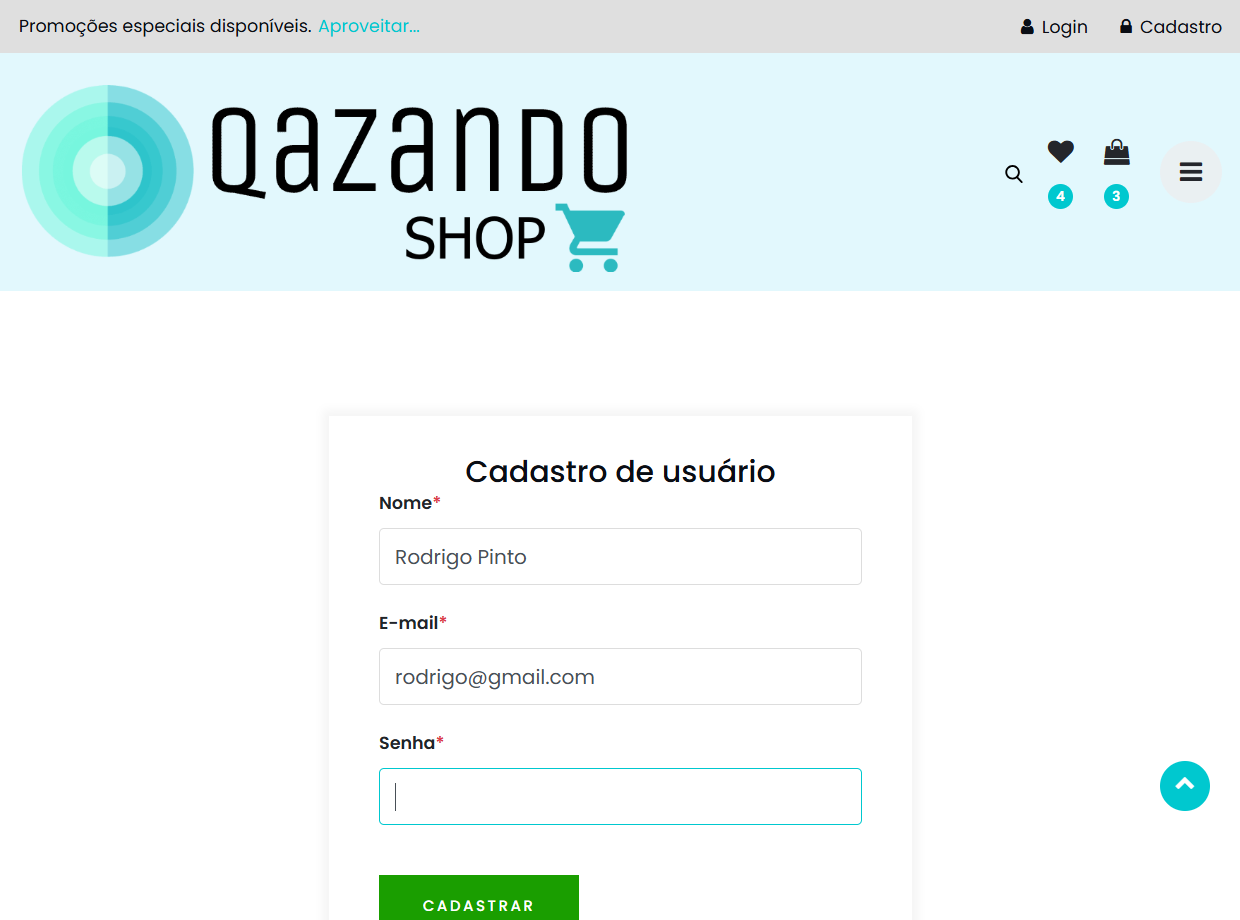 Promoções especiais disponíveis. Aproveitar...
Login
Cadastro
Qazando
SHOP
4
3
Cadastro de usuário
Nome*
Rodrigo Pinto
E-mail*
rodrigo@gmail.com
Senha*
CADASTRAR